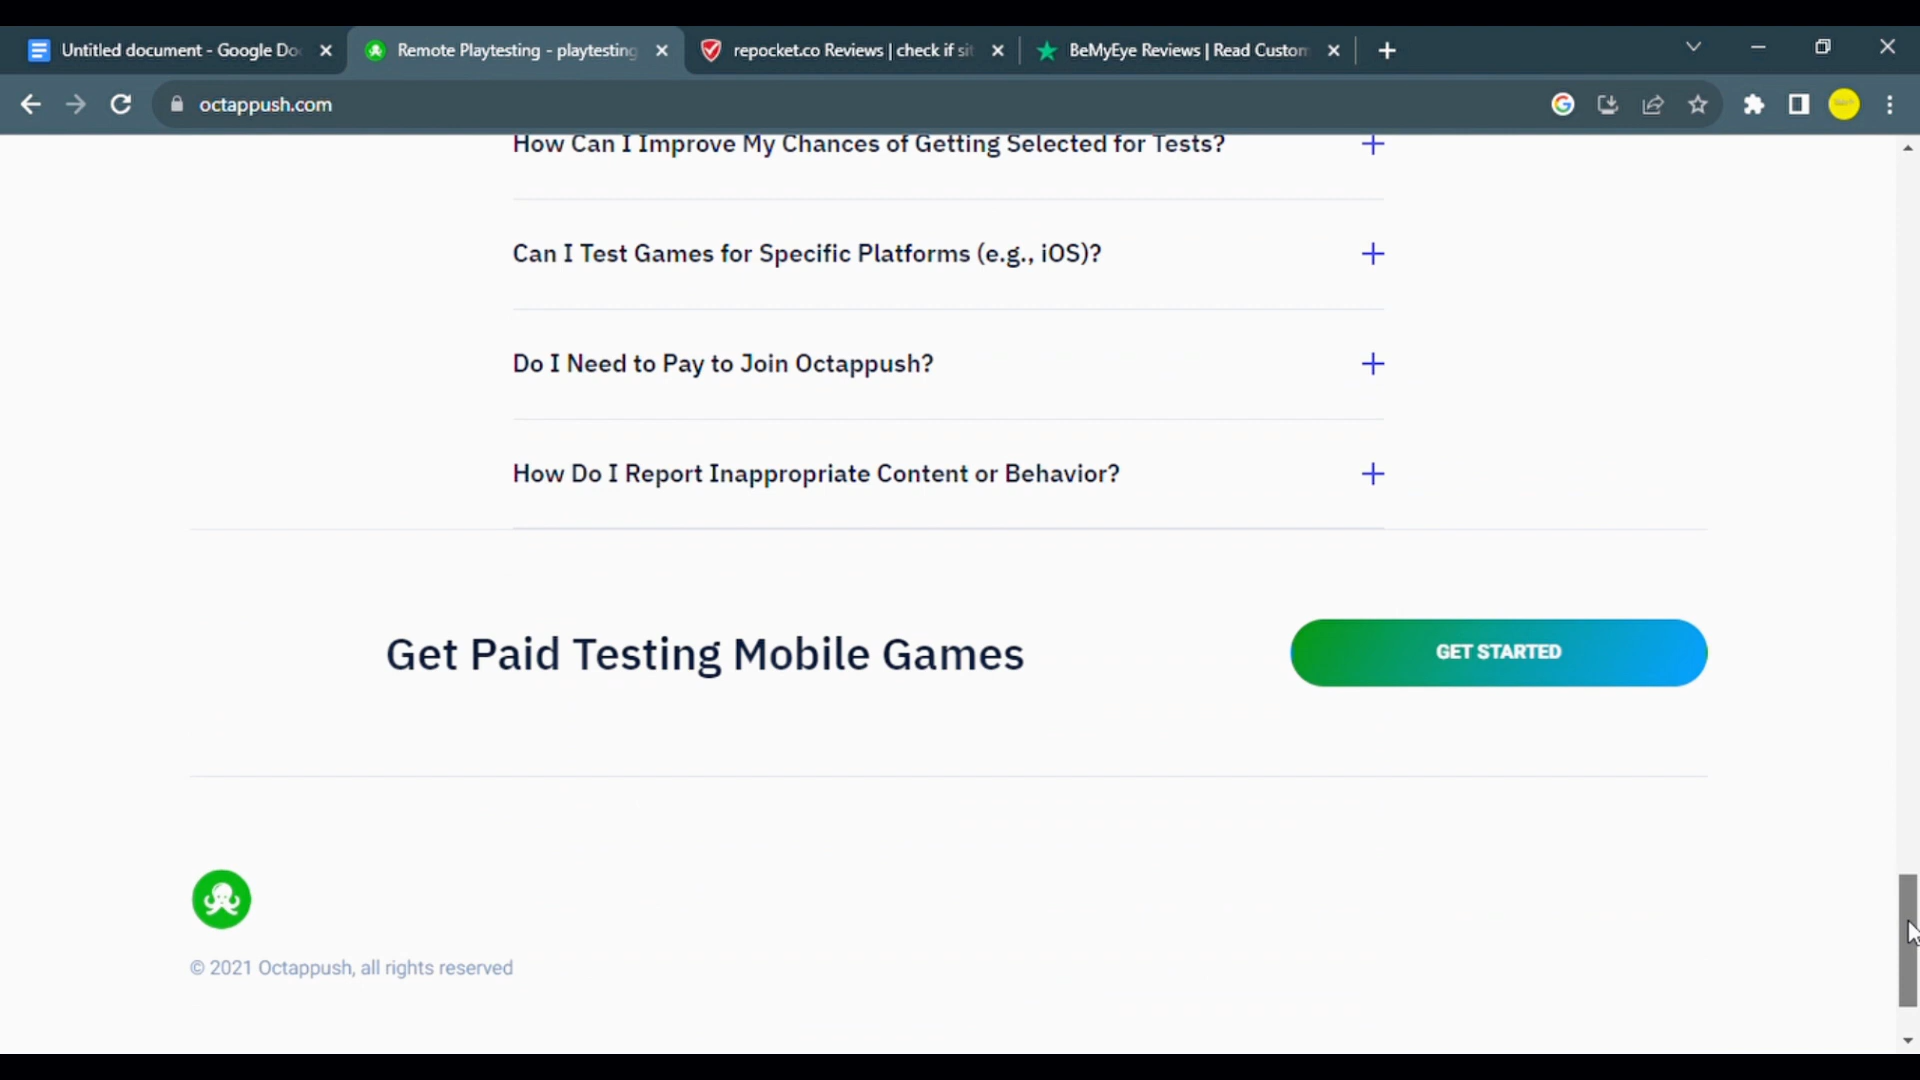 Untitled document - Google Do
Remote Playtesting - playtesting
repocket.co Reviews | check if sit
BeMyEye Reviews | Read Custom
octappush.com
How Can I Improve My Chances of Getting Selected for Tests?
Can I Test Games for Specific Platforms (e.g., iOS)?
Do I Need to Pay to Join Octappush?
How Do I Report Inappropriate Content or Behavior?
Get Paid Testing Mobile Games
GET STARTED
© 2021 Octappush, all rights reserved